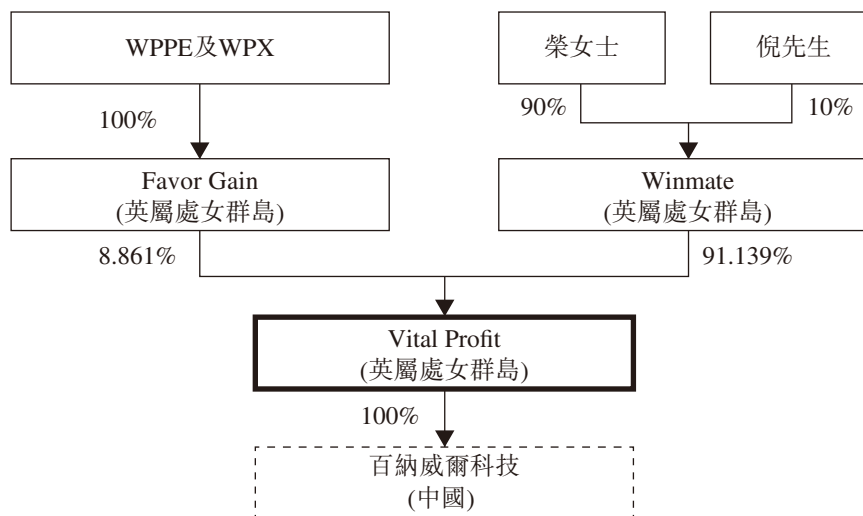 WPPE及WPX
榮女士
倪先生
100%
90%
10%
Favor Gain
(英屬處女群島)
Winmate
(英屬處女群島)
8.861%
91.139%
Vital Profit
(英屬處女群島)
100%
百納威爾科技
(中國)